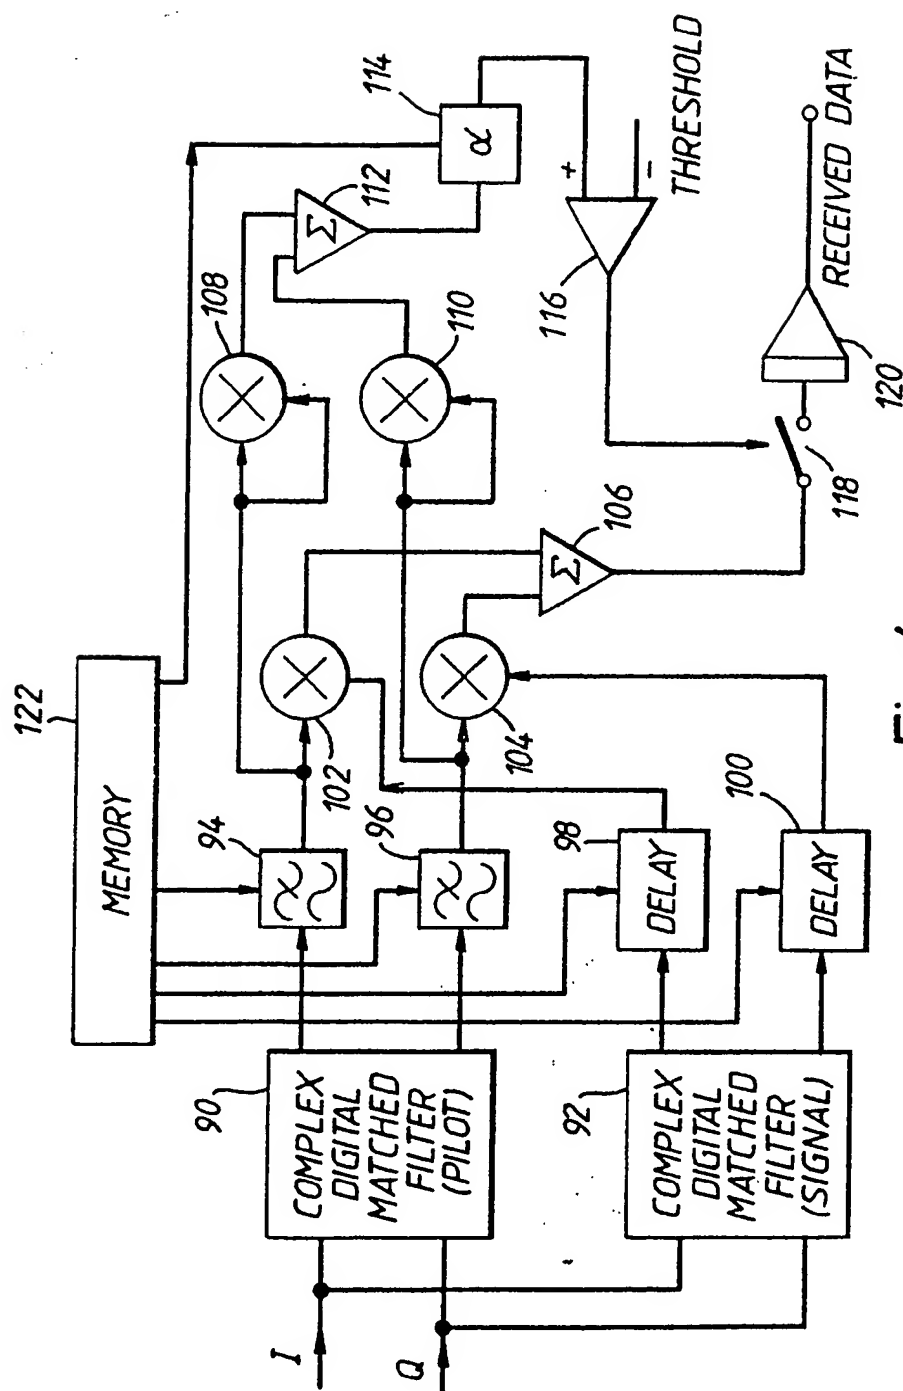 122
MEMORY
90
94
108
114
COMPLEX
DIGITAL
MATCHED
FILTER
(PILOT)
I
Q
102
96
Σ
112
α
110
104
92
98
106
Σ
116
+
-
THRESHOLD
COMPLEX
DIGITAL
MATCHED
FILTER
(SIGNAL)
DELAY
100
DELAY
118
120
RECEIVED DATA